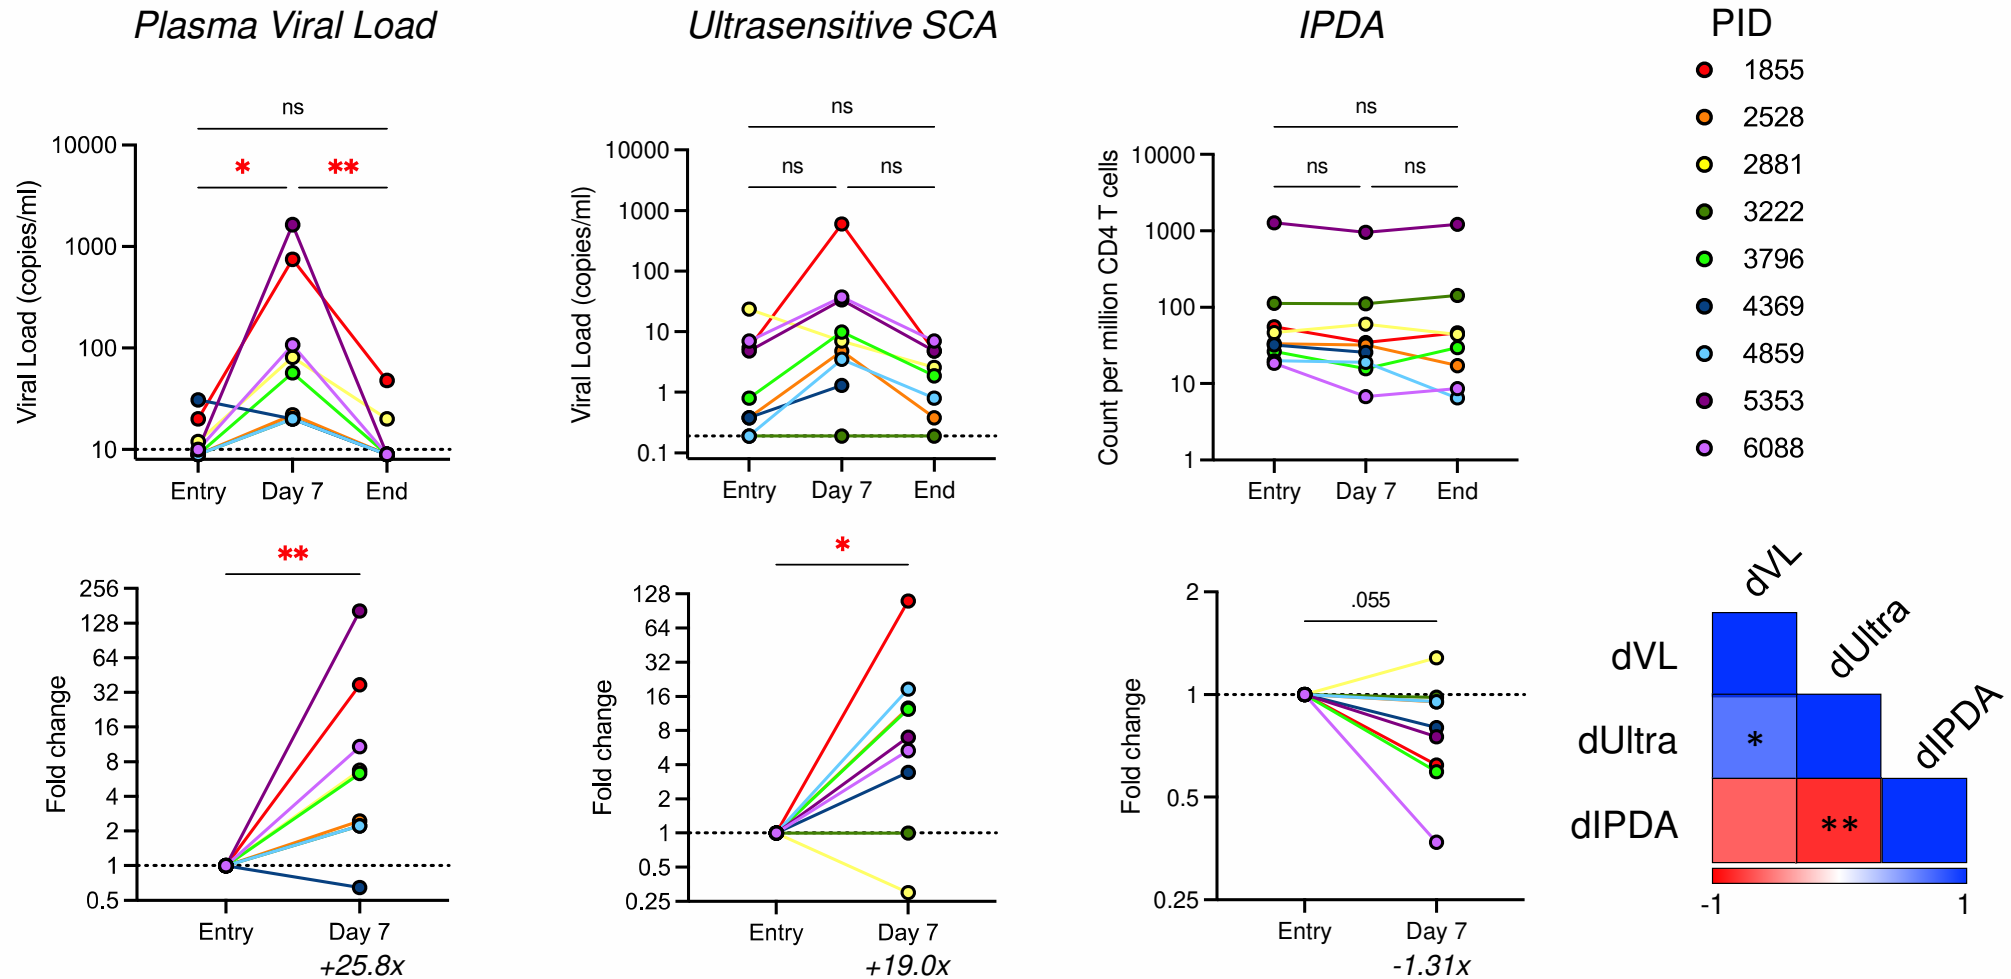 Plasma Viral Load
ns
*
**
Viral Load (copies/ml)
10000
1000
100
10
Entry Day 7 End
Ultrasensitive SCA
ns
ns ns
Viral Load (copies/ml)
10000
1000
100
10
1
0.1
Entry Day 7 End
IPDA
ns
ns ns
Count per million CD4 T cells
10000
1000
100
10
1
Entry Day 7 End
PID
1855
2528
2881
3222
3796
4369
4859
5353
6088
**
Fold change
256
128
64
32
16
8
4
2
1
0.5
Entry Day 7
+25.8x
*
Fold change
128
64
32
16
8
4
2
1
0.5
0.25
Entry Day 7
+19.0x
.055
Fold change
2
1
0.5
0.25
Entry Day 7
-1.31x
dVL
dUltra
dIPDA
dVL
dUltra
*
dIPDA
**
-1 1